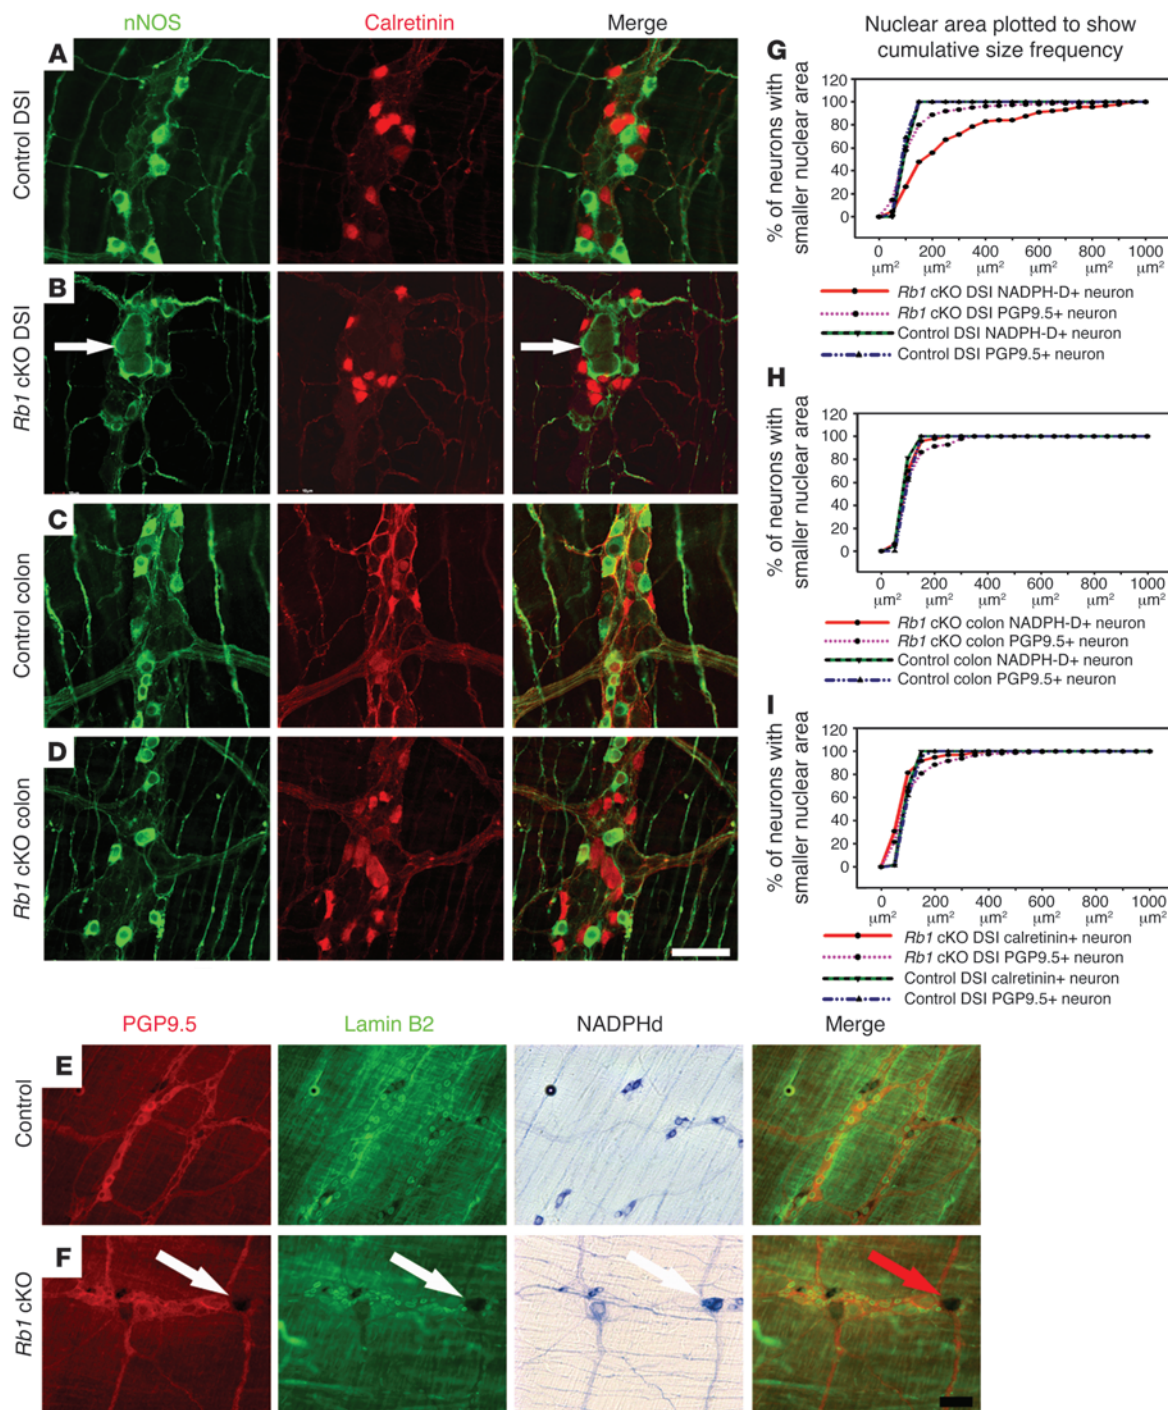 nNOS
Calretinin
Merge
A
Control DSI
B
Rb1 cKO DSI
C
Control colon
D
Rb1 cKO colon
PGP9.5
Lamin B2
NADPHd
Merge
E
Control
F
Rb1 cKO
Nuclear area plotted to show
cumulative size frequency
G
% of neurons with
smaller nuclear area
120
100
80
60
40
20
0
0 200 400 600 800 1000
μm² μm² μm² μm² μm² μm²
Rb1 cKO DSI NADPH-D+ neuron
Rb1 cKO DSI PGP9.5+ neuron
Control DSI NADPH-D+ neuron
Control DSI PGP9.5+ neuron
H
% of neurons with
smaller nuclear area
120
100
80
60
40
20
0
0 200 400 600 800 1000
μm² μm² μm² μm² μm² μm²
Rb1 cKO colon NADPH-D+ neuron
Rb1 cKO colon PGP9.5+ neuron
Control colon NADPH-D+ neuron
Control colon PGP9.5+ neuron
I
% of neurons with
smaller nuclear area
120
100
80
60
40
20
0
0 200 400 600 800 1000
μm² μm² μm² μm² μm² μm²
Rb1 cKO DSI calretinin+ neuron
Rb1 cKO DSI PGP9.5+ neuron
Control DSI calretinin+ neuron
Control DSI PGP9.5+ neuron